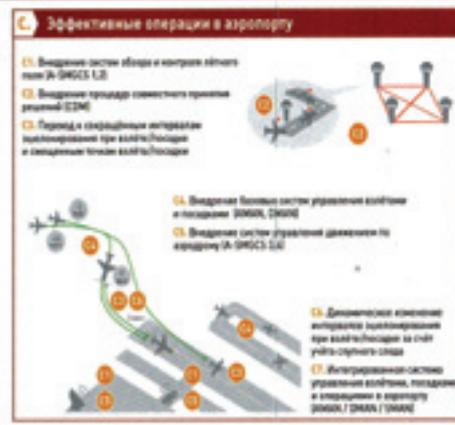 C. Эффективные операции в аэропорту
C1. Внедрение систем обзора и контроля лётного
поля (A-SMGCS 1,2)
C2. Внедрение процедур совместного принятия
решений (CDM)
C3. Переход к сокращённым интервалам
эшелонирования при взлёте/посадке
и смещенным точкам взлёта/посадки
C4. Внедрение базовых систем управления взлётами
и посадками (AMAN, DMAN)
C5. Внедрение систем управления движением по
аэродрому (A-SMGCS 3,4)
C6. Динамическое изменение
интервалов эшелонирования
при взлёте/посадке за счёт
учёта спутного следа
C7. Интегрированная система
управления взлётами, посадками
и операциями в аэропорту
(AMAN / DMAN / SMAN)